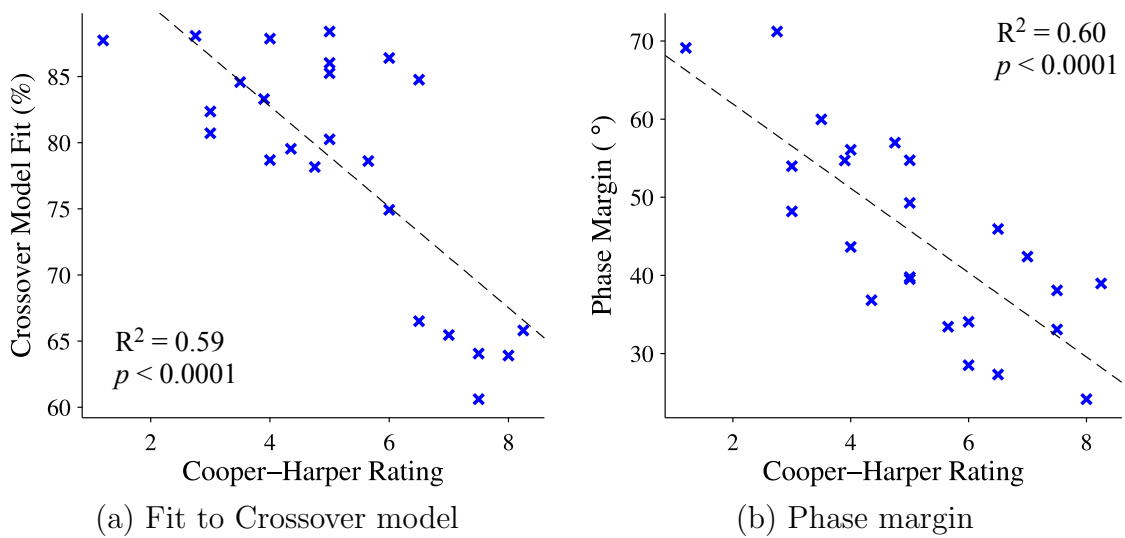 85
80
75
70
65
60
Crossover Model Fit (%)
R² = 0.59
p < 0.0001
2 4 6 8
Cooper–Harper Rating
(a) Fit to Crossover model
70
60
50
40
30
Phase Margin ( °)
R² = 0.60
p < 0.0001
2 4 6 8
Cooper–Harper Rating
(b) Phase margin